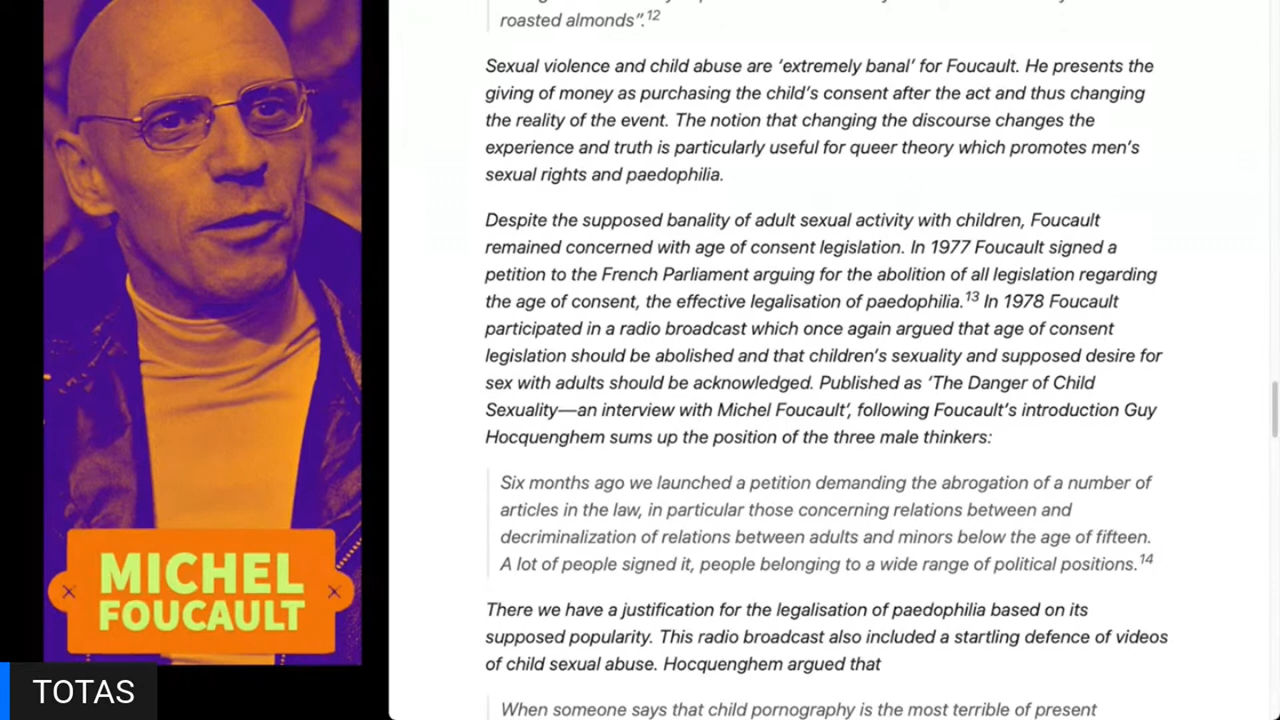 roasted almonds”.12
Sexual violence and child abuse are ‘extremely banal’ for Foucault. He presents the
giving of money as purchasing the child’s consent after the act and thus changing
the reality of the event. The notion that changing the discourse changes the
experience and truth is particularly useful for queer theory which promotes men’s
sexual rights and paedophilia.
Despite the supposed banality of adult sexual activity with children, Foucault
remained concerned with age of consent legislation. In 1977 Foucault signed a
petition to the French Parliament arguing for the abolition of all legislation regarding
the age of consent, the effective legalisation of paedophilia.13 In 1978 Foucault
participated in a radio broadcast which once again argued that age of consent
legislation should be abolished and that children’s sexuality and supposed desire for
sex with adults should be acknowledged. Published as ‘The Danger of Child
Sexuality—an interview with Michel Foucault’, following Foucault’s introduction Guy
Hocquenghem sums up the position of the three male thinkers:
Six months ago we launched a petition demanding the abrogation of a number of
articles in the law, in particular those concerning relations between and
decriminalization of relations between adults and minors below the age of fifteen.
A lot of people signed it, people belonging to a wide range of political positions.14
There we have a justification for the legalisation of paedophilia based on its
supposed popularity. This radio broadcast also included a startling defence of videos
of child sexual abuse. Hocquenghem argued that
When someone says that child pornography is the most terrible of present
MICHEL
FOUCAULT
TOTAS